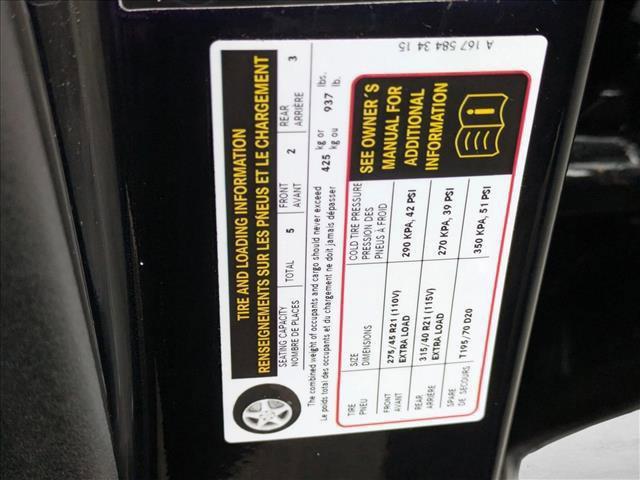 TIRE AND LOADING INFORMATION
RENSEIGNEMENTS SUR LES PNEUS ET LE CHARGEMENT
SEATING CAPACITY TOTAL 5 FRONT 2 REAR 3
NOMBRE DE PLACES AVANT ARRIÈRE
The combined weight of occupants and cargo should never exceed 425 kg or 937 lbs.
Le poids total des occupants et du chargement ne doit jamais dépasser kg ou lb.
TIRE SIZE COLD TIRE PRESSURE
PNEU DIMENSIONS PRESSION DES
PNEUS À FROID
FRONT 275/45 R21 (110V) 290 KPA, 42 PSI
AVANT EXTRA LOAD
REAR 315/40 R21 (115V) 270 KPA, 39 PSI
ARRIÈRE EXTRA LOAD
SPARE T195/70 D20 350 KPA, 51 PSI
DE SECOURS
SEE OWNER'S
MANUAL FOR
ADDITIONAL
INFORMATION
A 167 584 34 15